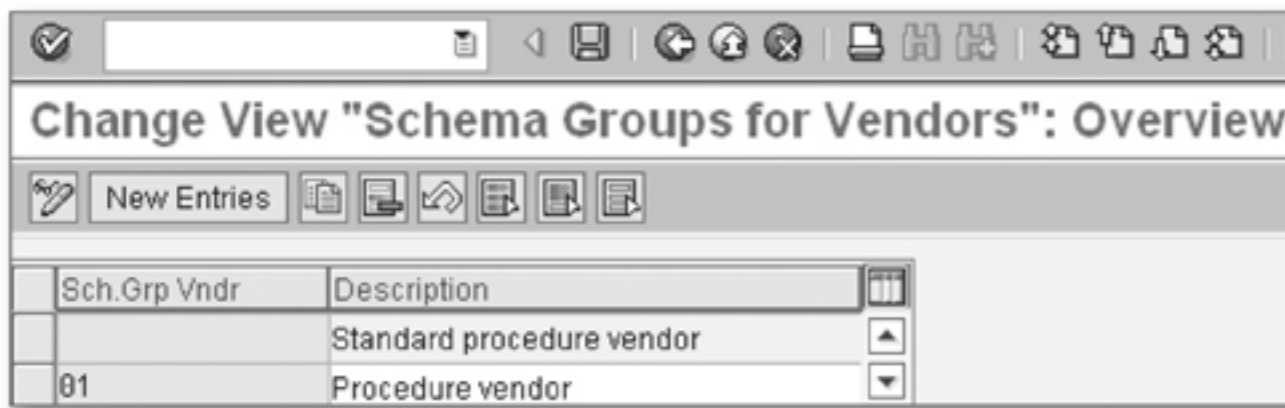 Change View "Schema Groups for Vendors": Overview
New Entries
Sch.Grp Vndr Description
Standard procedure vendor
01 Procedure vendor